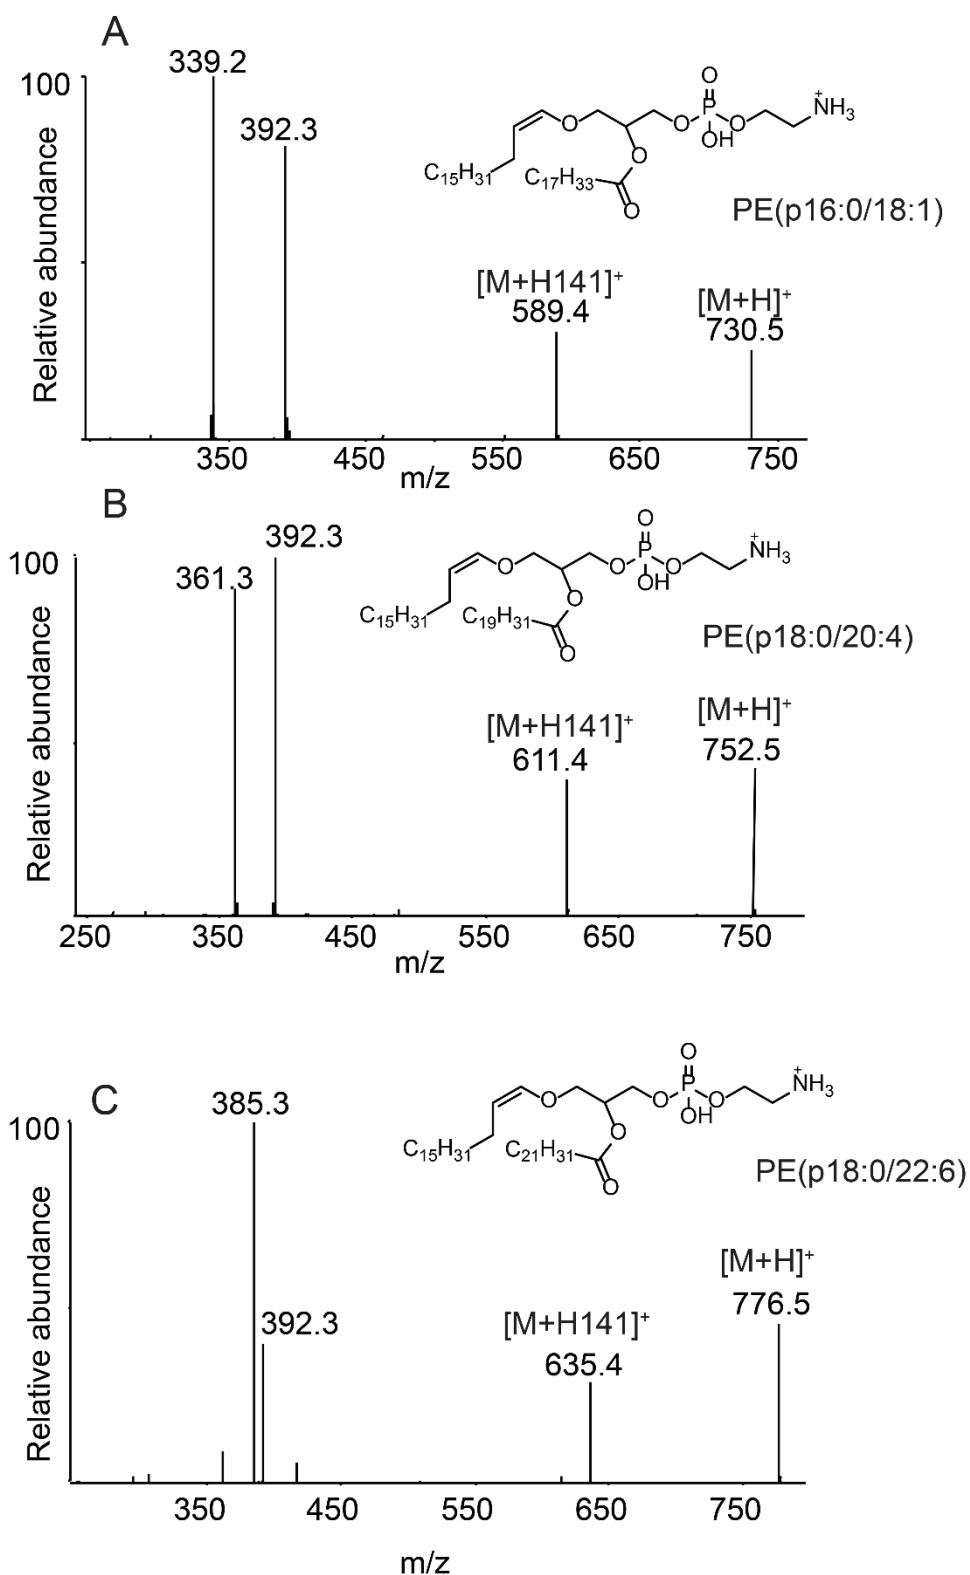 A
339.2
100
392.3
Relative abundance
O
P
O
O
O
OH
+
NH3
O
C15H31
C17H33
O
PE(p16:0/18:1)
[M+H141]+
589.4
[M+H]+
730.5
350
450
550
650
750
m/z
B
392.3
100
361.3
Relative abundance
O
P
O
O
O
OH
+
NH3
O
C15H31
C19H31
O
PE(p18:0/20:4)
[M+H141]+
611.4
[M+H]+
752.5
250
350
450
550
650
750
m/z
C
385.3
100
392.3
Relative abundance
O
P
O
O
O
OH
+
NH3
O
C15H31
C21H31
O
PE(p18:0/22:6)
[M+H141]+
635.4
[M+H]+
776.5
350
450
550
650
750
m/z